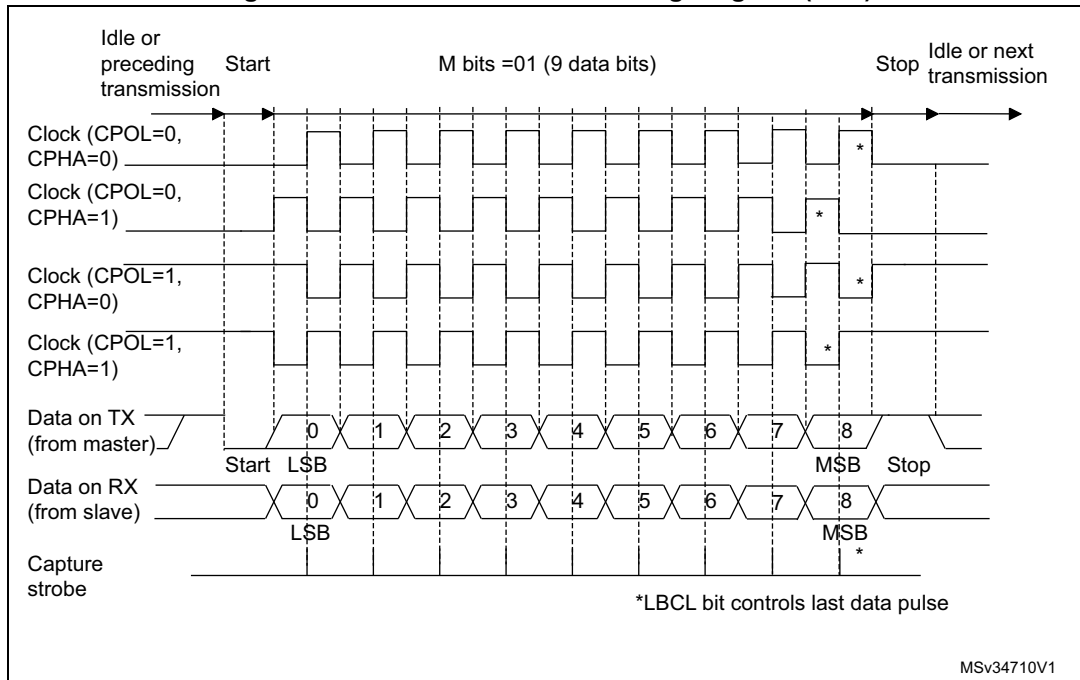 Idle or
preceding
transmission
Start
M bits =01 (9 data bits)
Stop
Idle or next
transmission
Clock (CPOL=0,
CPHA=0)
*
Clock (CPOL=0,
CPHA=1)
*
Clock (CPOL=1,
CPHA=0)
*
Clock (CPOL=1,
CPHA=1)
*
Data on TX
(from master)
0 1 2 3 4 5 6 7 8
Start LSB MSB Stop
Data on RX
(from slave)
0 1 2 3 4 5 6 7 8
LSB MSB
Capture
strobe
*
*LBCL bit controls last data pulse
MSv34710V1